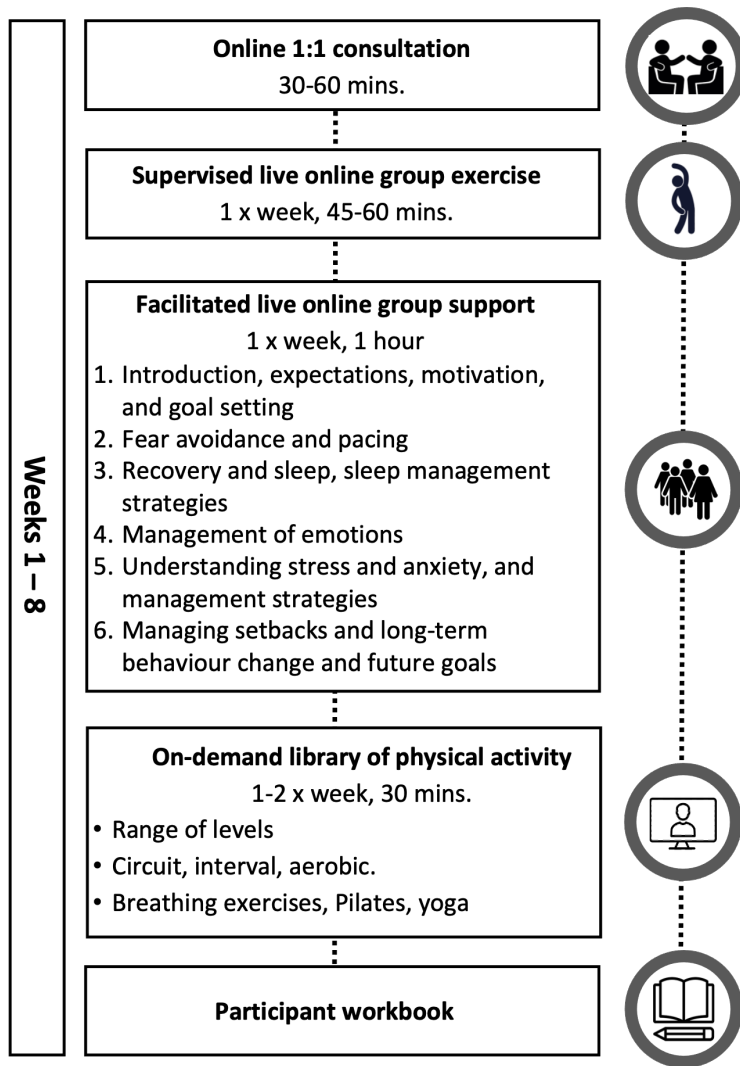 Weeks 1 – 8
Online 1:1 consultation
30-60 mins.
Supervised live online group exercise
1 x week, 45-60 mins.
Facilitated live online group support
1 x week, 1 hour
1. Introduction, expectations, motivation,
and goal setting
2. Fear avoidance and pacing
3. Recovery and sleep, sleep management
strategies
4. Management of emotions
5. Understanding stress and anxiety, and
management strategies
6. Managing setbacks and long-term
behaviour change and future goals
On-demand library of physical activity
1-2 x week, 30 mins.
• Range of levels
• Circuit, interval, aerobic.
• Breathing exercises, Pilates, yoga
Participant workbook